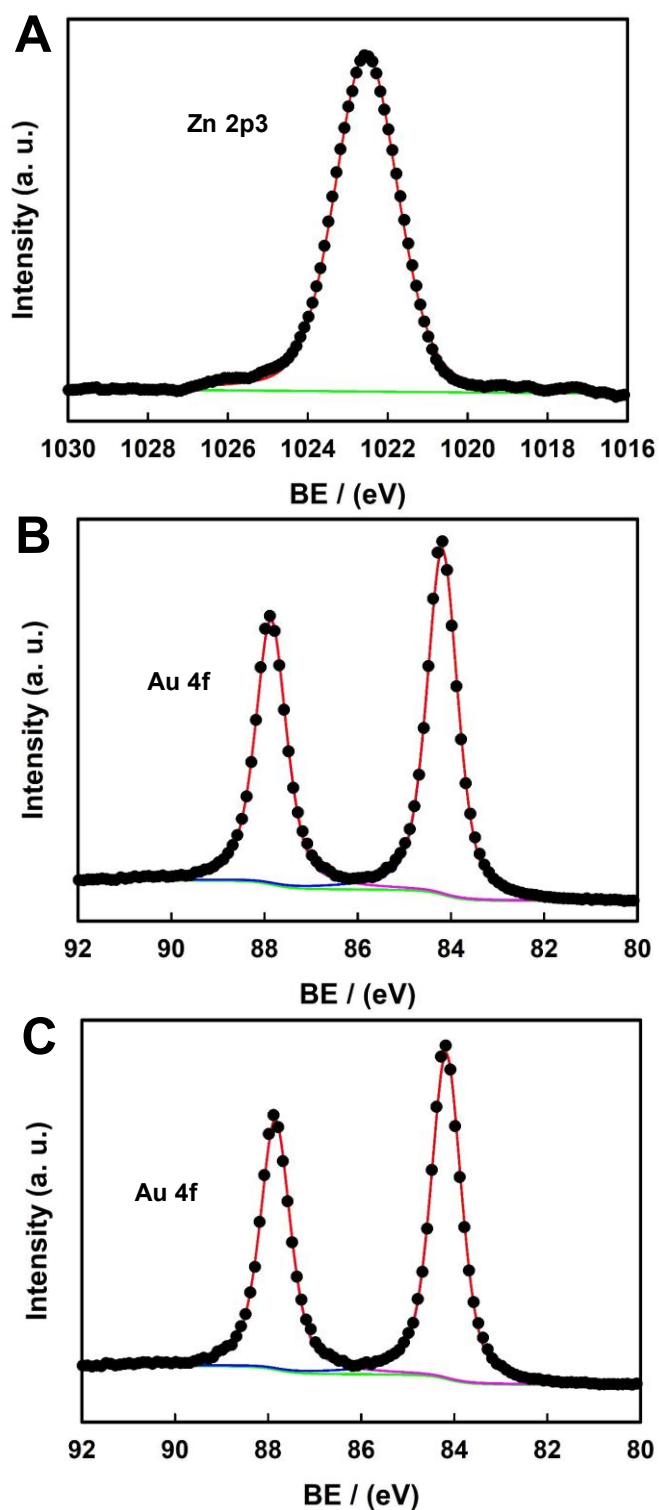 A
Zn 2p3
Intensity (a. u.)
1030 1028 1026 1024 1022 1020 1018 1016
BE / (eV)
B
Au 4f
Intensity (a. u.)
92 90 88 86 84 82 80
BE / (eV)
C
Au 4f
Intensity (a. u.)
92 90 88 86 84 82 80
BE / (eV)